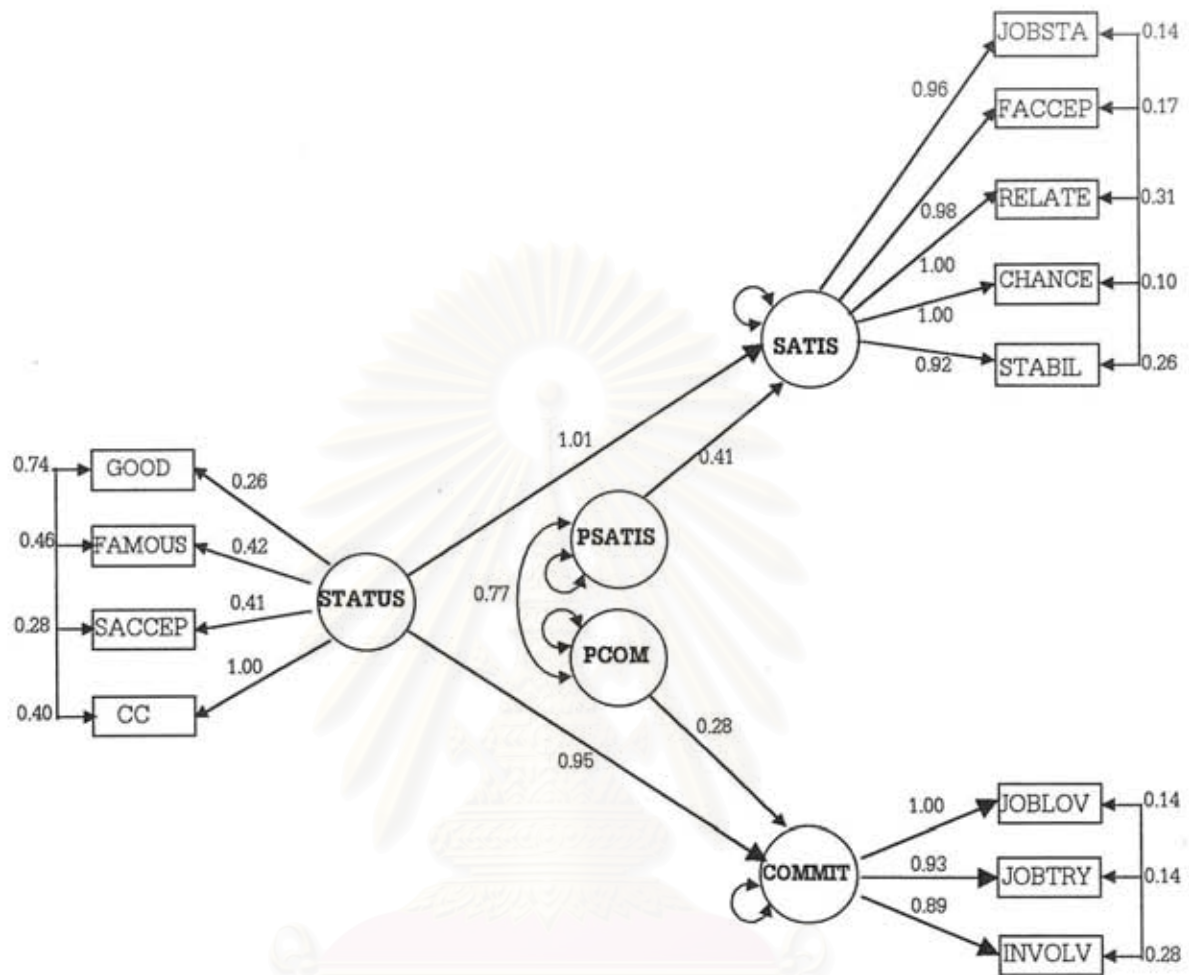 JOBSTA 0.14
0.96
FACCEP 0.17
0.98
RELATE 0.31
1.00
CHANCE 0.10
1.00
SATIS
0.92
STABIL 0.26
1.01
0.41
0.74 GOOD
0.26
PSATIS
0.46 FAMOUS
0.42
STATUS
0.77
0.28 SACCEP
0.41
PCOM
1.00
0.40 CC
0.28
0.95
JOBLOV 0.14
1.00
COMMIT
0.93
JOBTRY 0.14
0.89
INVOLV 0.28